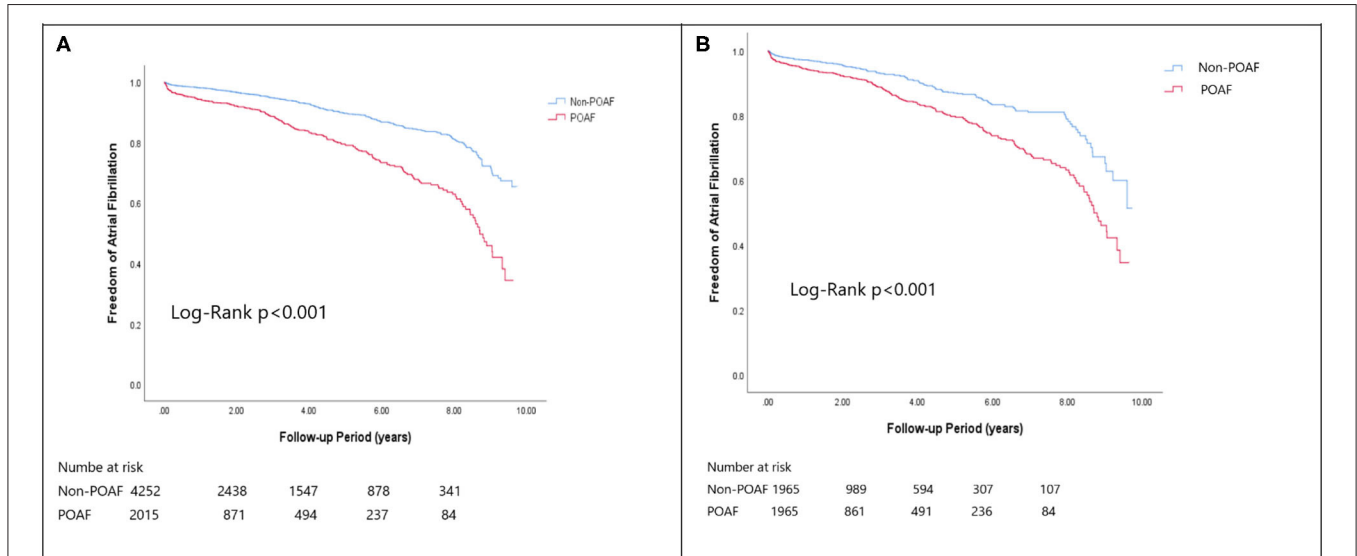 A
1.0
0.8
0.6
0.4
0.2
0.0
Freedom of Atrial Fibrillation
Non-POAF
POAF
Log-Rank p<0.001
.00 2.00 4.00 6.00 8.00 10.00
Follow-up Period (years)
Numbe at risk
Non-POAF 4252 2438 1547 878 341
POAF 2015 871 494 237 84
B
1.0
0.8
0.6
0.4
0.2
0.0
Freedom of Atrial Fibrillation
Non-POAF
POAF
Log-Rank p<0.001
.00 2.00 4.00 6.00 8.00 10.00
Follow-up Period (years)
Number at risk
Non-POAF 1965 989 594 307 107
POAF 1965 861 491 236 84